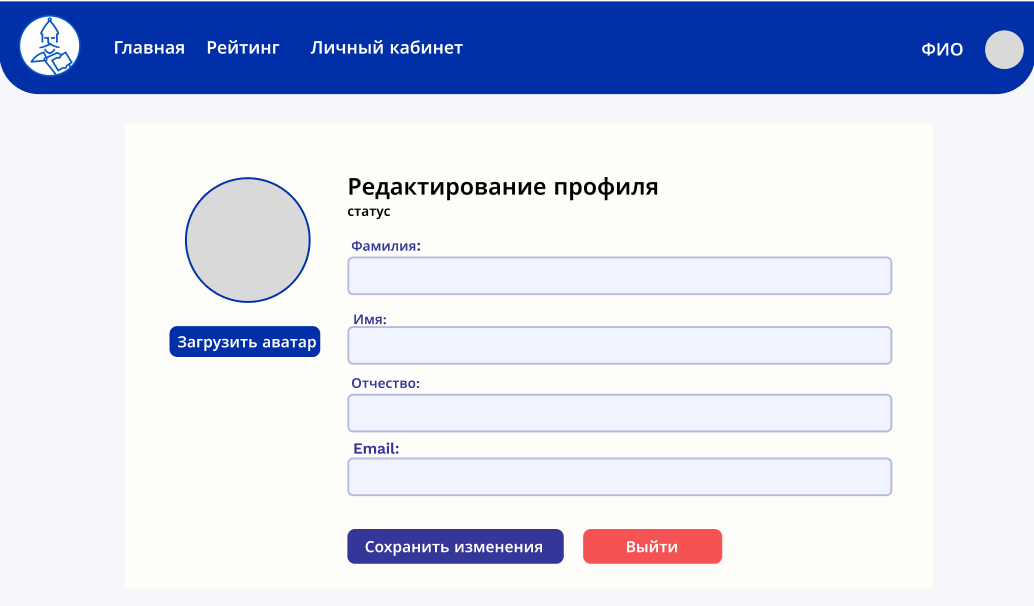 Главная Рейтинг Личный кабинет ФИО
Редактирование профиля
статус
Фамилия:
Имя:
Загрузить аватар
Отчество:
Email:
Сохранить изменения Выйти